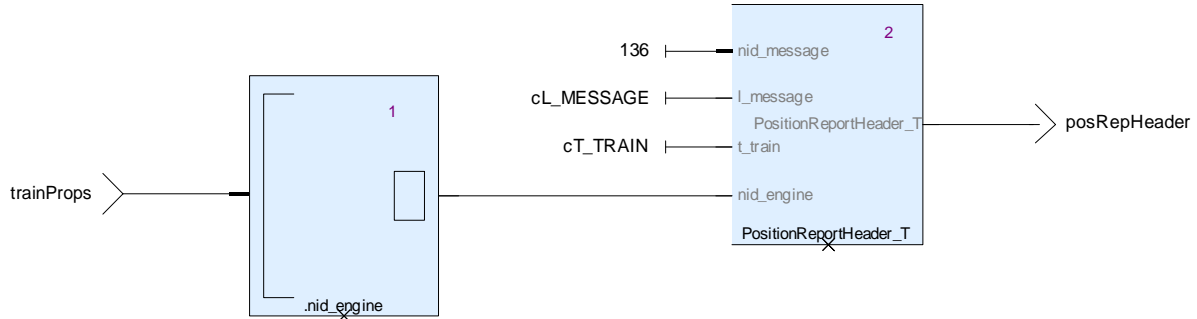 trainProps
1
.nid_engine
136
cL_MESSAGE
cT_TRAIN
2
nid_message
l_message
PositionReportHeader_T
t_train
nid_engine
PositionReportHeader_T
posRepHeader